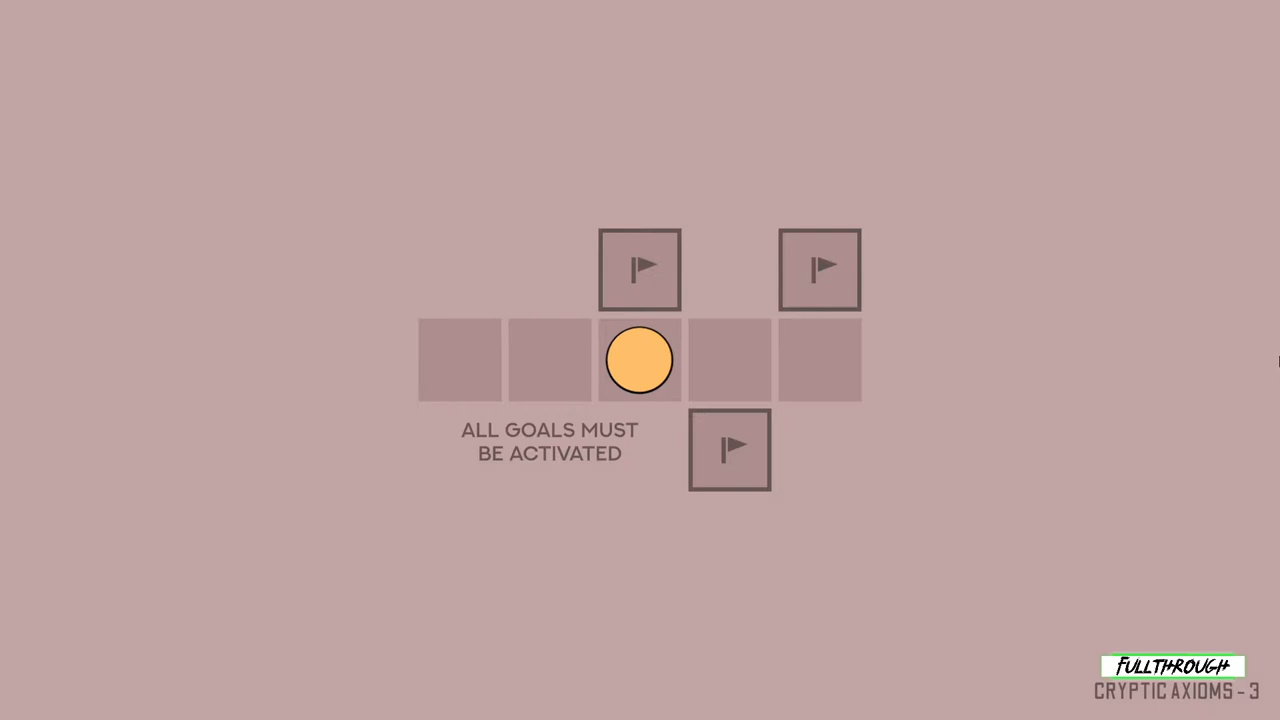 ALL GOALS MUST
BE ACTIVATED
FULLTHROUGH
CRYPTIC AXIOMS - 3